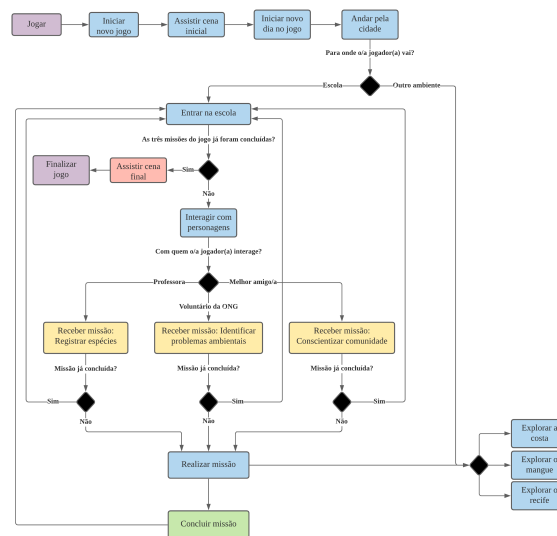 Jogar
Iniciar
novo jogo
Assistir cena
inicial
Iniciar novo
dia no jogo
Andar pela
cidade
Para onde o/a jogador(a) vai?
Escola
Outro ambiente
Entrar na escola
As três missões do jogo já foram concluídas?
Finalizar
jogo
Assistir cena
final
Sim
Não
Interagir com
personagens
Com quem o/a jogador(a) interage?
Professora
Melhor amigo/a
Voluntário da ONG
Receber missão:
Registrar espécies
Receber missão: Identificar
problemas ambientais
Receber missão:
Conscientizar comunidade
Missão já concluída?
Missão já concluída?
Missão já concluída?
Sim
Sim
Sim
Não
Não
Não
Realizar missão
Explorar a
costa
Explorar o
mangue
Explorar o
recife
Concluir missão